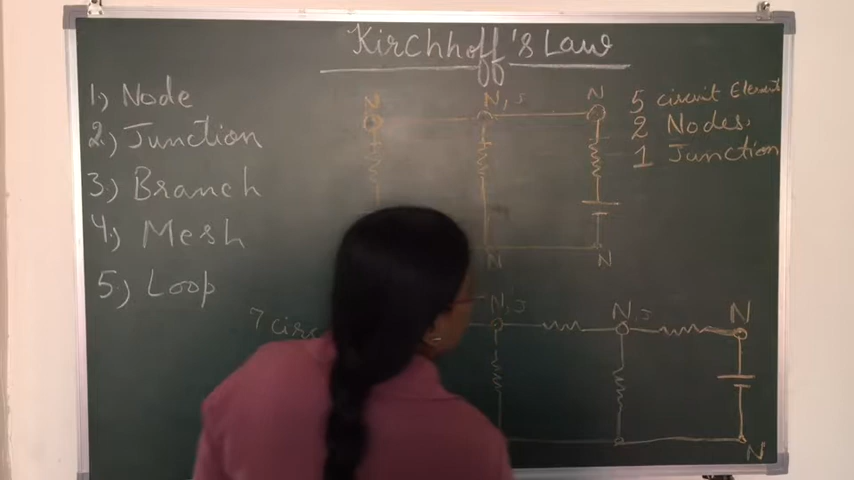 Kirchhoff's Law
1) Node
2) Junction
3) Branch
4) Mesh
5) Loop
N
N, J
N
5 circuit Element
2 Nodes
1 Junction
N
N
7
N, J
N, J
N
N